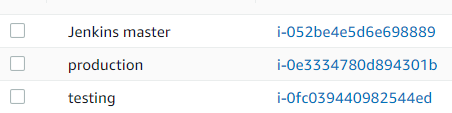 Jenkins master i-052be4e5d6e698889
production i-0e3334780d894301b
testing i-0fc039440982544ed